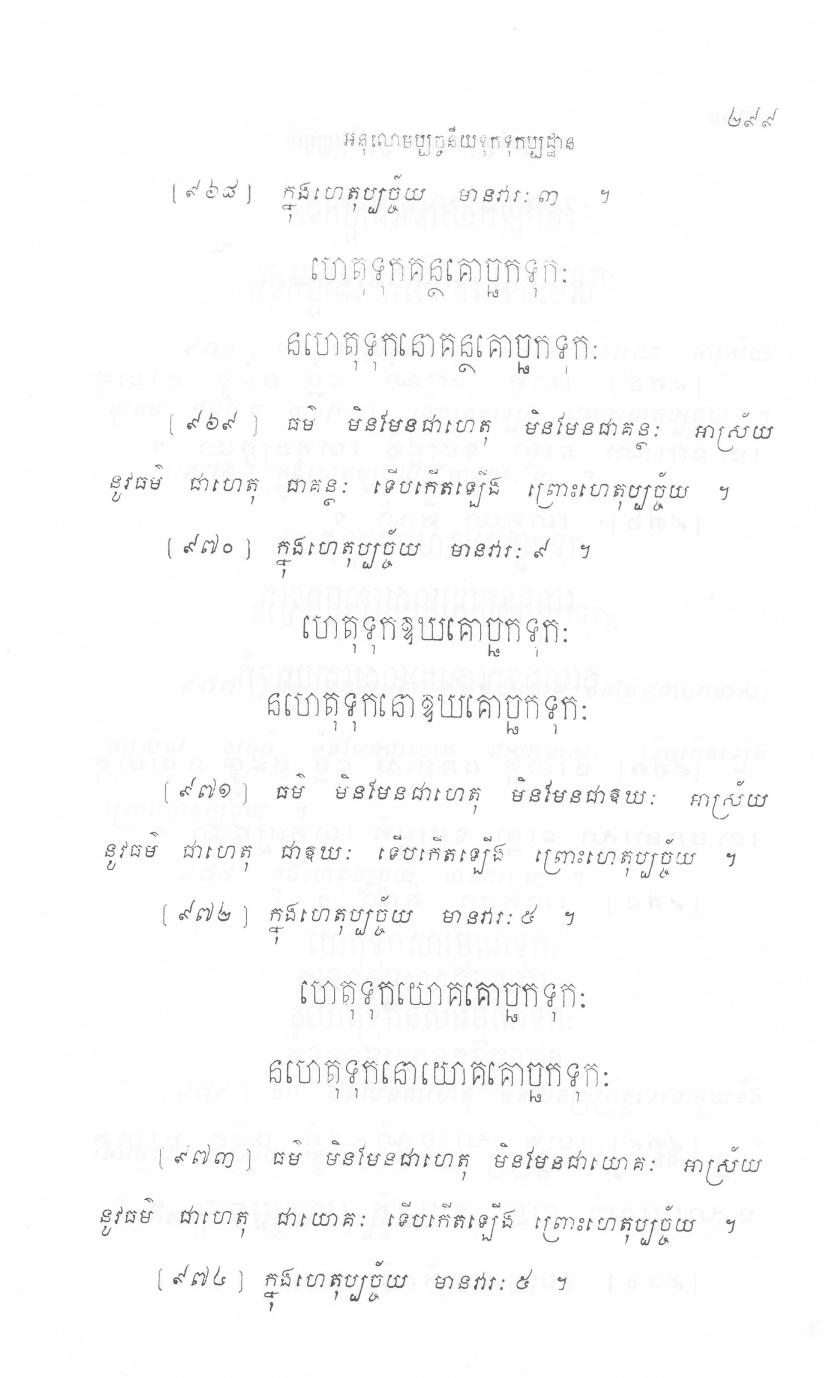 ២៩៩
អនុលោមប្បច្ចនីយទុកទុកប្បដ្ឋាន
[៩៦៨] ក្នុងហេតុប្បច្ច័យ មានវារៈ ៣ ។
ហេតុទុកគន្ថគោច្ឆកទុកៈ
នហេតុទុកនោគន្ថគោច្ឆកទុកៈ
[៩៦៩] ធម៌ មិនមែនជាហេតុ មិនមែនជាគន្ថៈ អាស្រ័យ
នូវធម៌ ជាហេតុ ជាគន្ថៈ ទើបកើតឡើង ព្រោះហេតុប្បច្ច័យ ។
[៩៧០] ក្នុងហេតុប្បច្ច័យ មានវារៈ ៩ ។
ហេតុទុកឱឃគោច្ឆកទុកៈ
នហេតុទុកនោឱឃគោច្ឆកទុកៈ
[៩៧១] ធម៌ មិនមែនជាហេតុ មិនមែនជាឱឃៈ អាស្រ័យ
នូវធម៌ ជាហេតុ ជាឱឃៈ ទើបកើតឡើង ព្រោះហេតុប្បច្ច័យ ។
[៩៧២] ក្នុងហេតុប្បច្ច័យ មានវារៈ ៥ ។
ហេតុទុកយោគគោច្ឆកទុកៈ
នហេតុទុកនោយោគគោច្ឆកទុកៈ
[៩៧៣] ធម៌ មិនមែនជាហេតុ មិនមែនជាយោគៈ អាស្រ័យ
នូវធម៌ ជាហេតុ ជាយោគៈ ទើបកើតឡើង ព្រោះហេតុប្បច្ច័យ ។
[៩៧៤] ក្នុងហេតុប្បច្ច័យ មានវារៈ ៥ ។